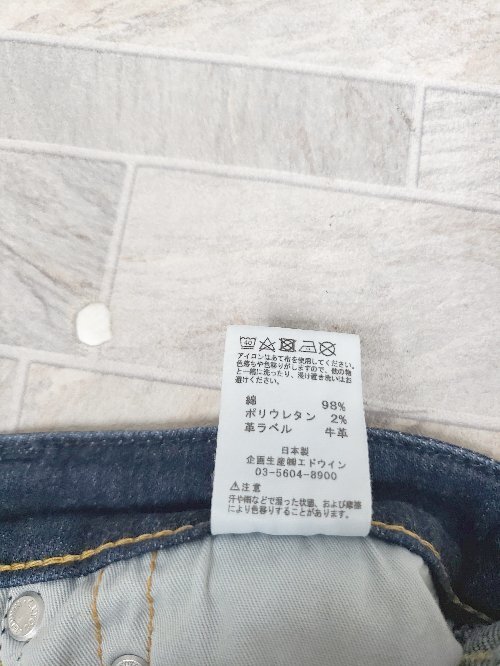 40
アイロンはあて布を使用してください。
色落ちや色移りがしますので、他の物
と一緒に洗ったり、浸け置き洗いはお
避けください。
綿 98%
ポリウレタン 2%
革ラベル 牛革
日本製
企画生産㈱エドウイン
03-5604-8900
⚠注意
汗や雨などで湿った状態、および摩擦
により色移りすることがあります。